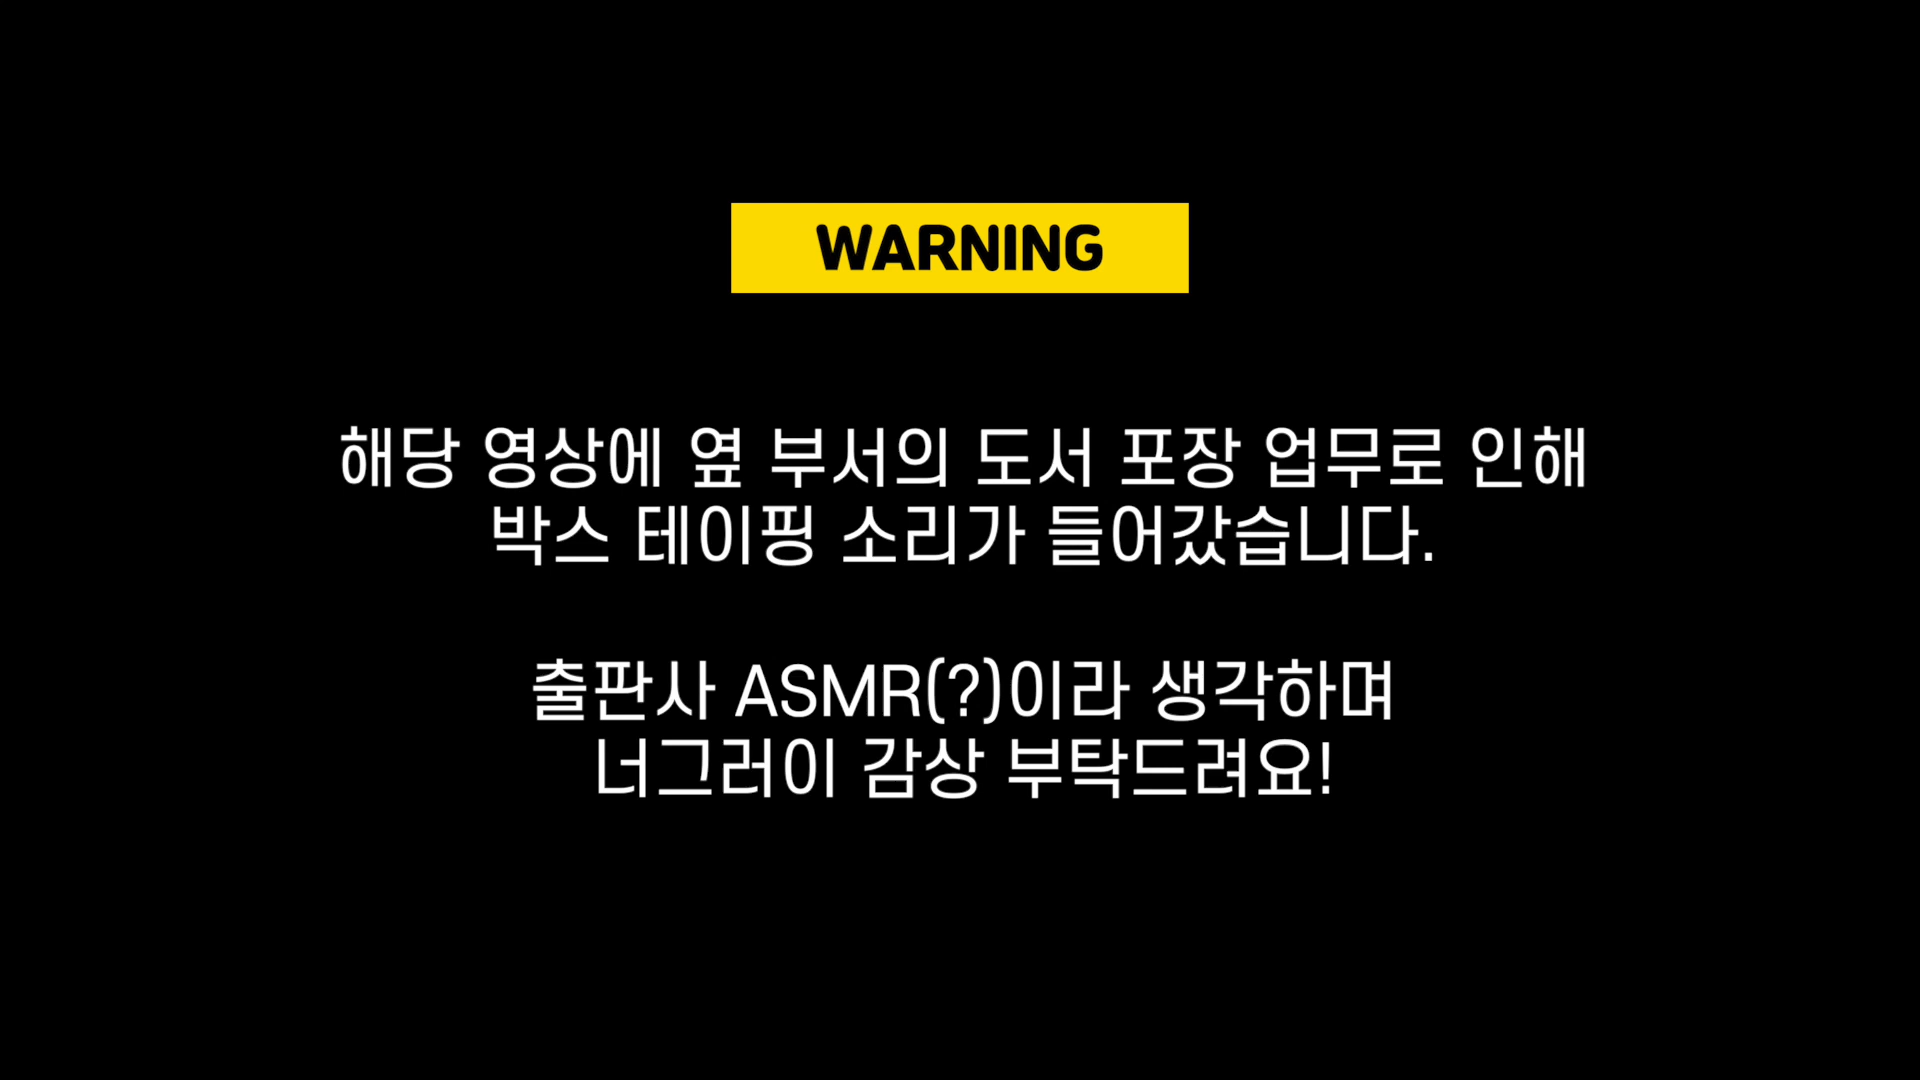 WARNING
해당 영상에 옆 부서의 도서 포장 업무로 인해
박스 테이핑 소리가 들어갔습니다.
출판사 ASMR(?)이라 생각하며
너그러이 감상 부탁드려요!